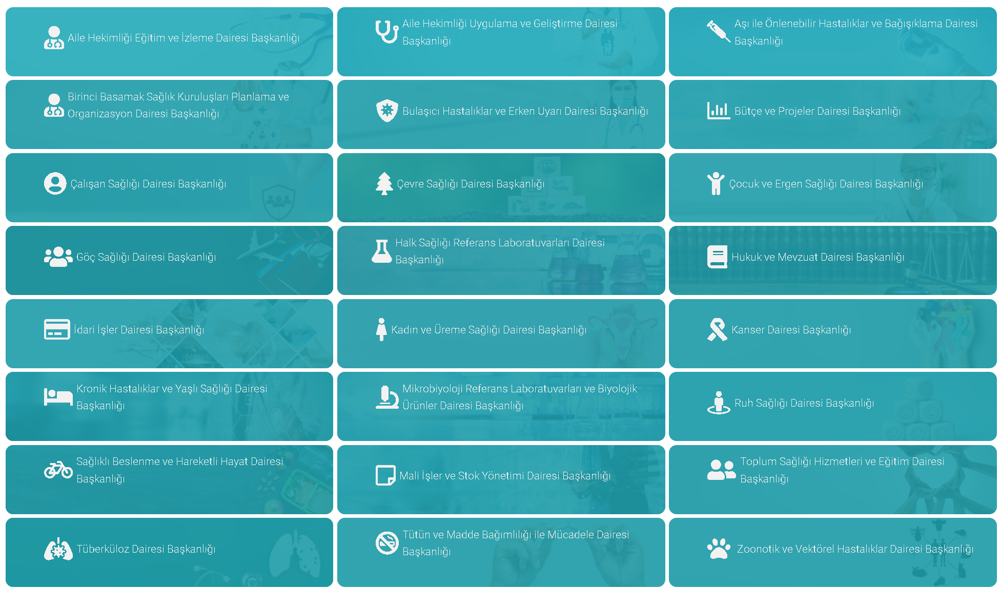 Aile Hekimliği Eğitim ve İzleme Dairesi Başkanlığı
Aile Hekimliği Uygulama ve Geliştirme Dairesi
Başkanlığı
Aşı ile Önlenebilir Hastalıklar ve Bağışıklama Dairesi
Başkanlığı
Birinci Basamak Sağlık Kuruluşları Planlama ve
Organizasyon Dairesi Başkanlığı
Bulaşıcı Hastalıklar ve Erken Uyarı Dairesi Başkanlığı
Bütçe ve Projeler Dairesi Başkanlığı
Çalışan Sağlığı Dairesi Başkanlığı
Çevre Sağlığı Dairesi Başkanlığı
Çocuk ve Ergen Sağlığı Dairesi Başkanlığı
Göç Sağlığı Dairesi Başkanlığı
Halk Sağlığı Referans Laboratuvarları Dairesi
Başkanlığı
Hukuk ve Mevzuat Dairesi Başkanlığı
İdari İşler Dairesi Başkanlığı
Kadın ve Üreme Sağlığı Dairesi Başkanlığı
Kanser Dairesi Başkanlığı
Kronik Hastalıklar ve Yaşlı Sağlığı Dairesi
Başkanlığı
Mikrobiyoloji Referans Laboratuvarları ve Biyolojik
Ürünler Dairesi Başkanlığı
Ruh Sağlığı Dairesi Başkanlığı
Sağlıklı Beslenme ve Hareketli Hayat Dairesi
Başkanlığı
Mali İşler ve Stok Yönetimi Dairesi Başkanlığı
Toplum Sağlığı Hizmetleri ve Eğitim Dairesi
Başkanlığı
Tüberküloz Dairesi Başkanlığı
Tütün ve Madde Bağımlılığı ile Mücadele Dairesi
Başkanlığı
Zoonotik ve Vektörel Hastalıklar Dairesi Başkanlığı